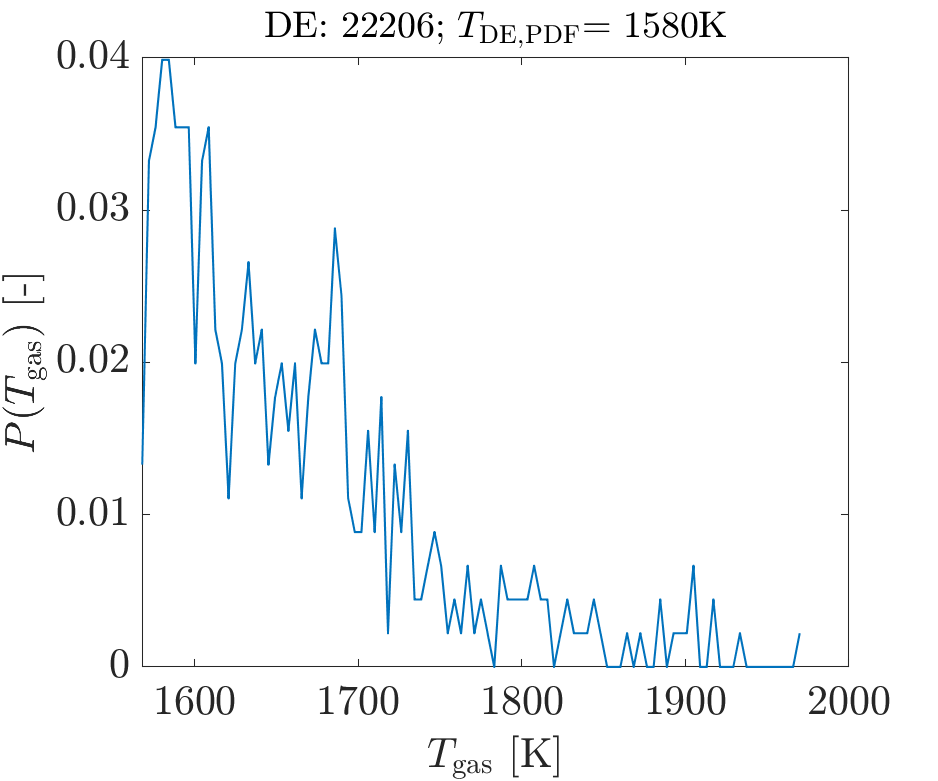 DE: 22206; T_DE,PDF= 1580K
0.04
0.03
0.02
0.01
0
P(T_gas) [-]
1600 1700 1800 1900 2000
T_gas [K]